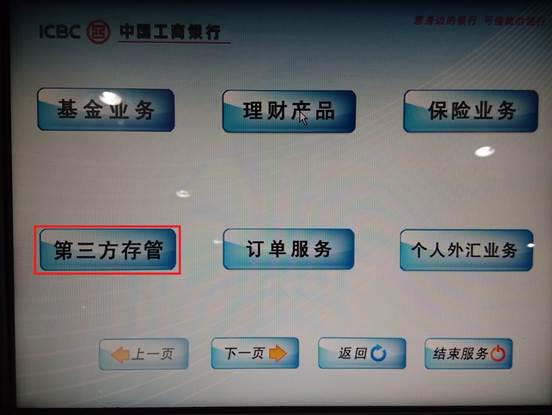 ICBC 中国工商银行
您身边的银行 可信赖的银行
基金业务 理财产品 保险业务
第三方存管 订单服务 个人外汇业务
上一页 下一页 返回 结束服务